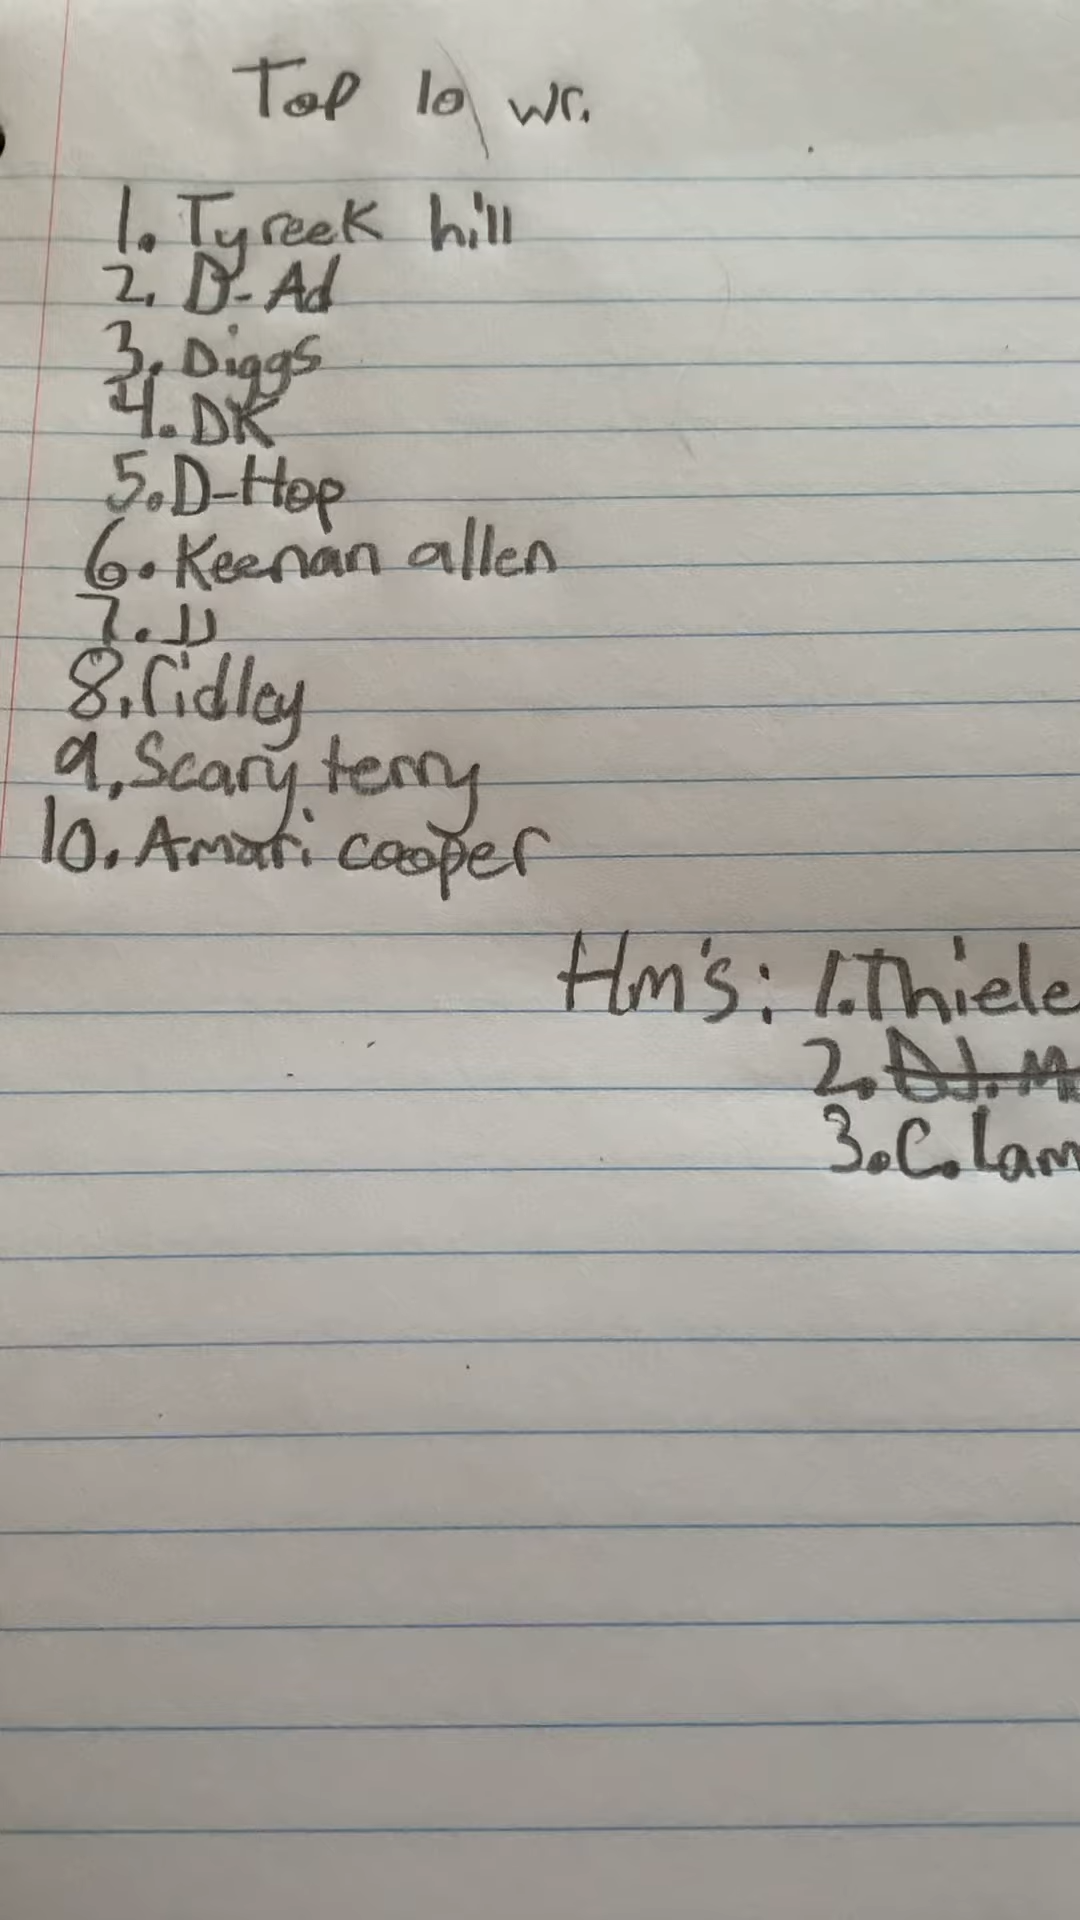 Top 10 wr.
1. Tyreek hill
2. D-Ad
3. Diggs
4. DK
5. D-Hop
6. Keenan allen
7. JJ
8. ridley
9. Scary terry
10. Amari cooper
Hm's: 1. Thiele
2. DJ. M
3. C. lam